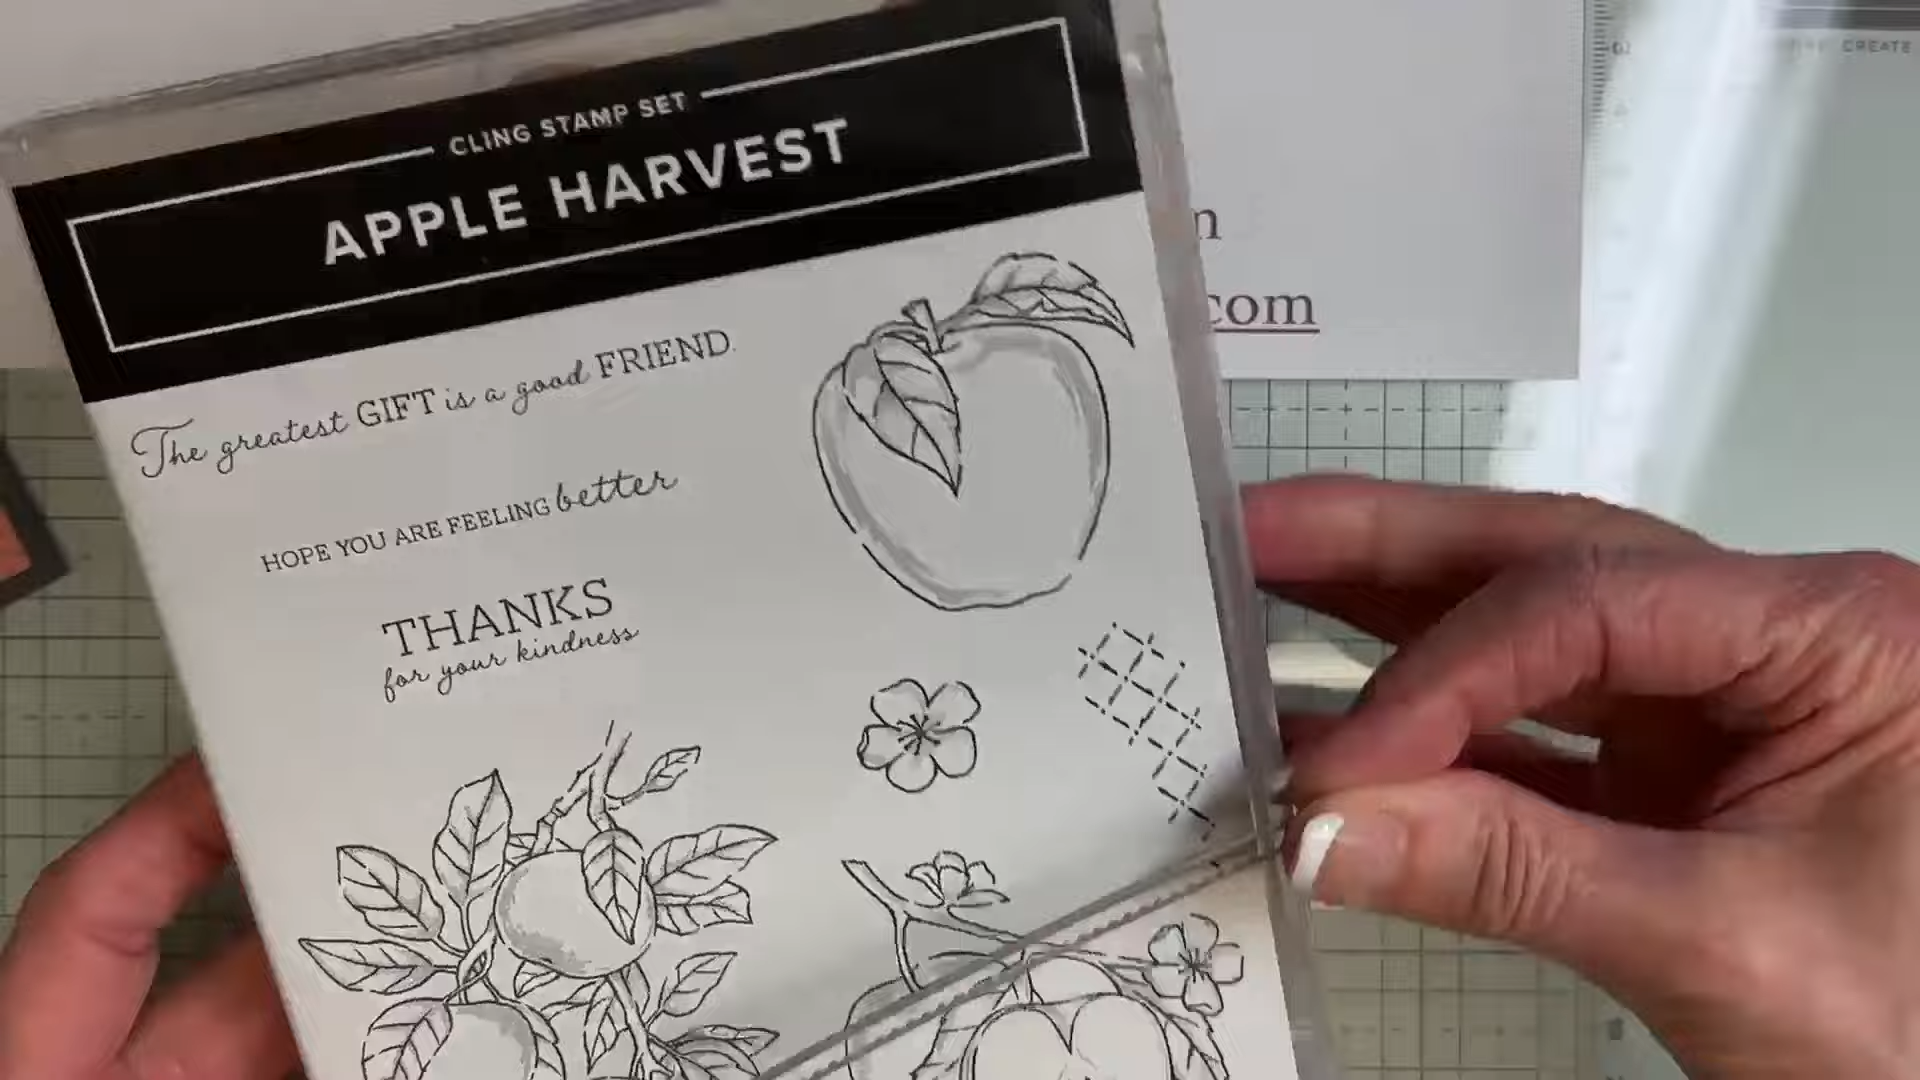 CLING STAMP SET
APPLE HARVEST
The greatest GIFT is a good FRIEND.
HOPE YOU ARE FEELING better
THANKS
for your kindness
n
com
CREATE